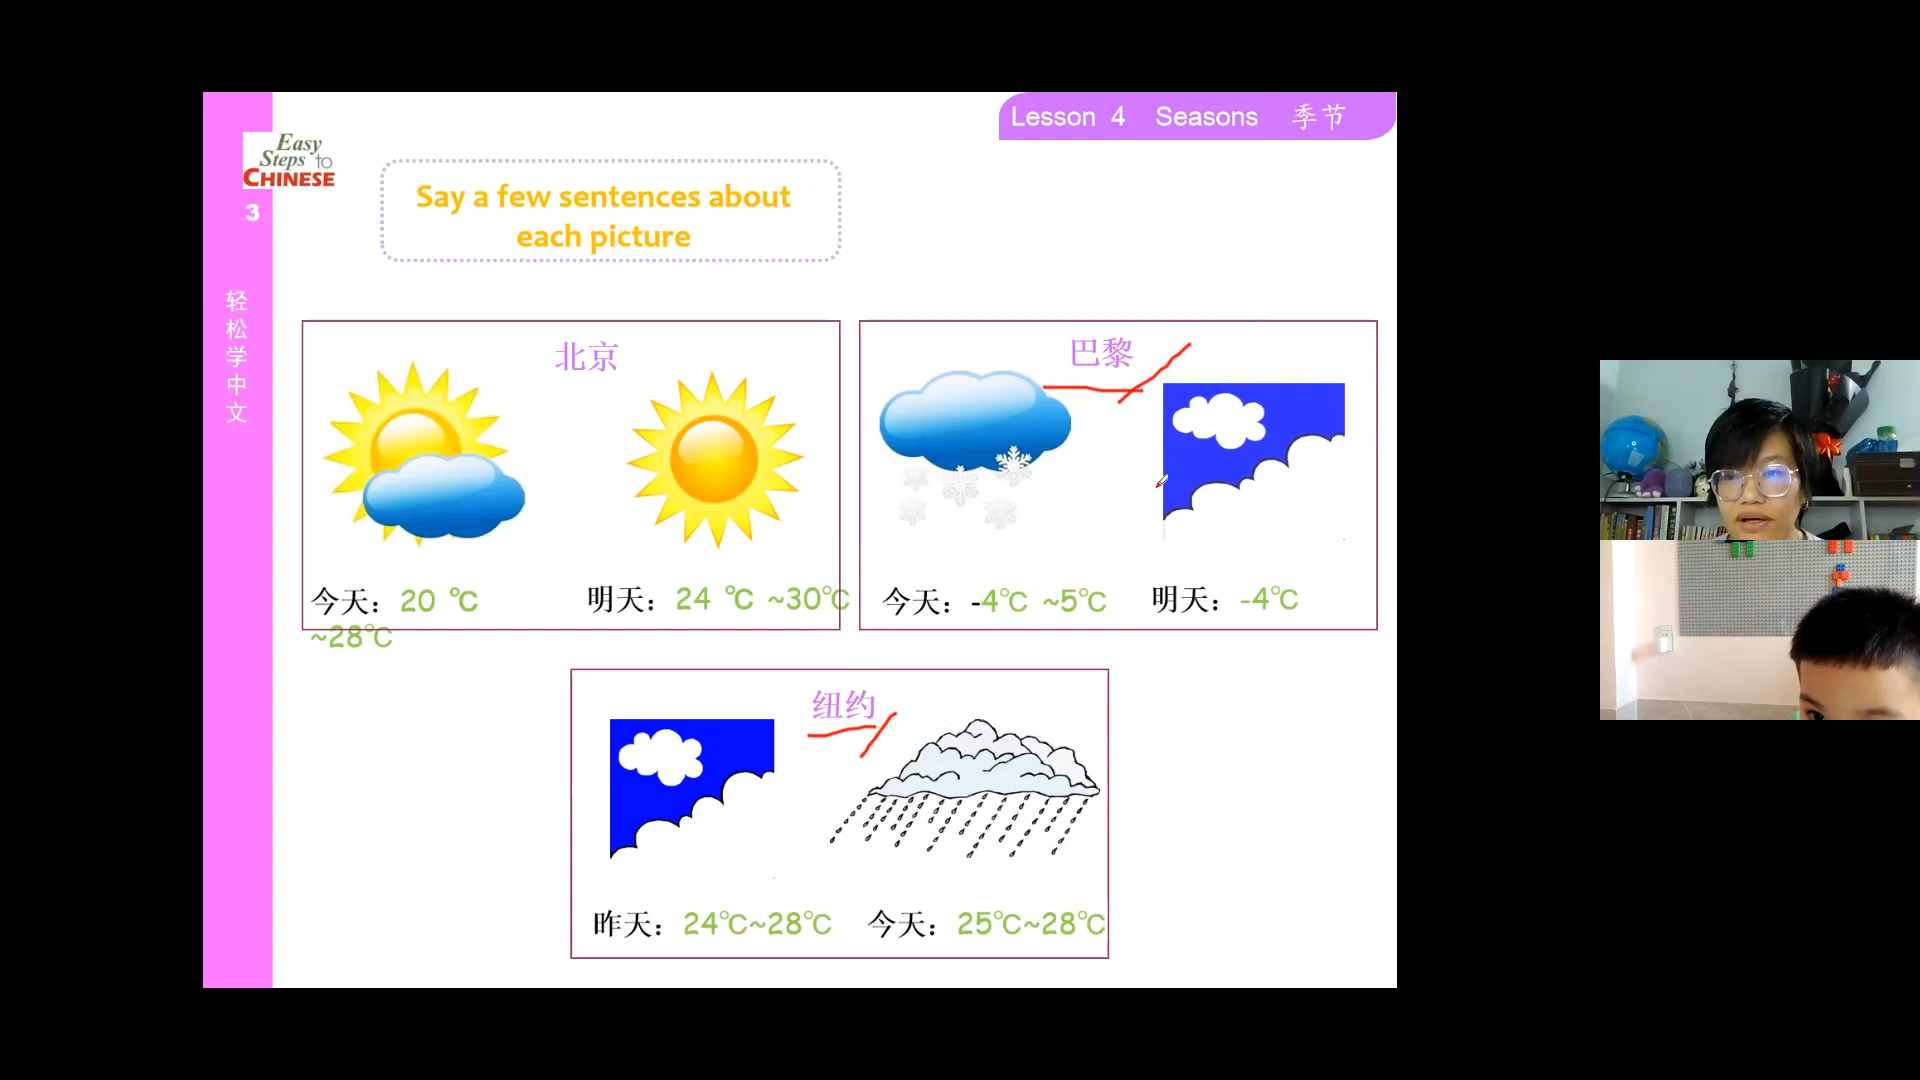 Lesson 4 Seasons 季节
Easy
Steps to
CHINESE
3
轻松学中文
Say a few sentences about
each picture
北京
今天：20 ℃
~28℃
明天：24 ℃ ~30℃
巴黎
今天：-4℃ ~5℃
明天：-4℃
纽约
昨天：24℃~28℃
今天：25℃~28℃